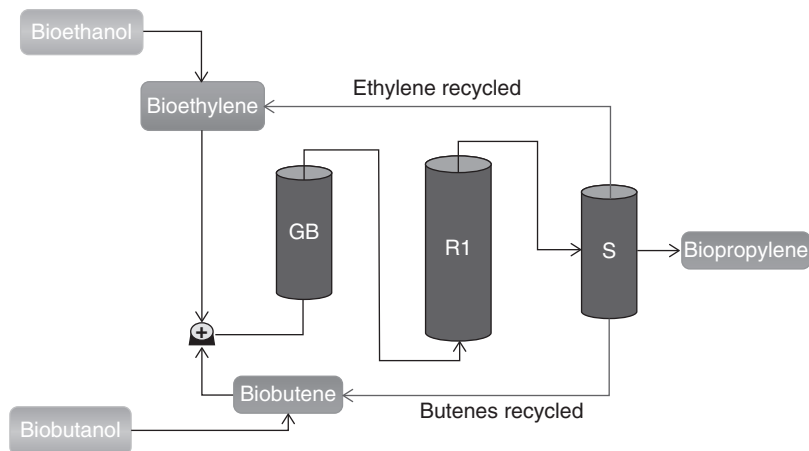 Bioethanol
Ethylene recycled
Bioethylene
GB
R1
S
Biopropylene
+
Biobutene
Butenes recycled
Biobutanol